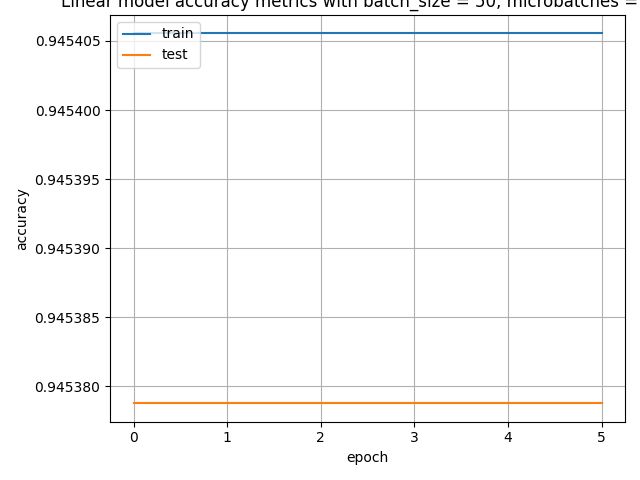 Linear model accuracy metrics with batch_size = 50, microbatches =
train
test
0.945405
0.945400
0.945395
0.945390
0.945385
0.945380
accuracy
0 1 2 3 4 5
epoch